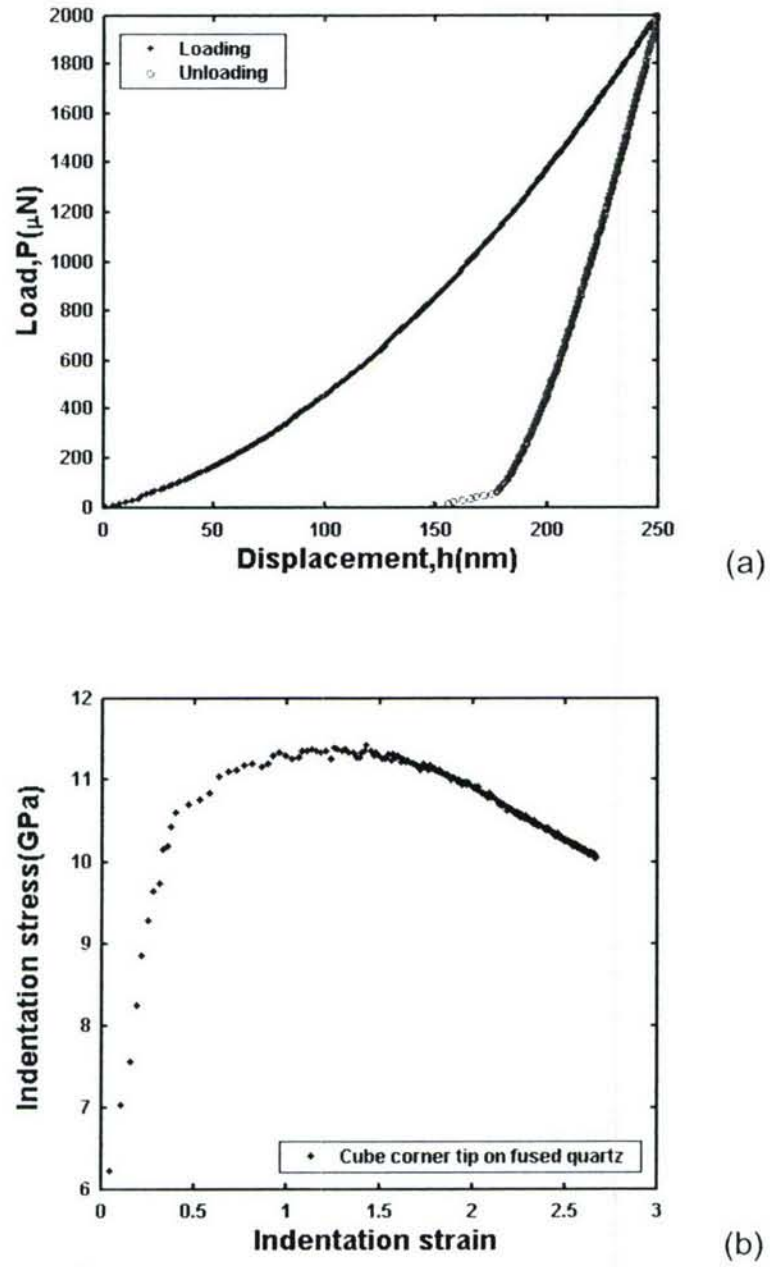 2000
1800
1600
1400
1200
1000
800
600
400
200
0
Load,P(μN)
Loading
Unloading
0 50 100 150 200 250
Displacement,h(nm)
(a)
12
11
10
9
8
7
6
Indentation stress(GPa)
Cube corner tip on fused quartz
0 0.5 1 1.5 2 2.5 3
Indentation strain
(b)